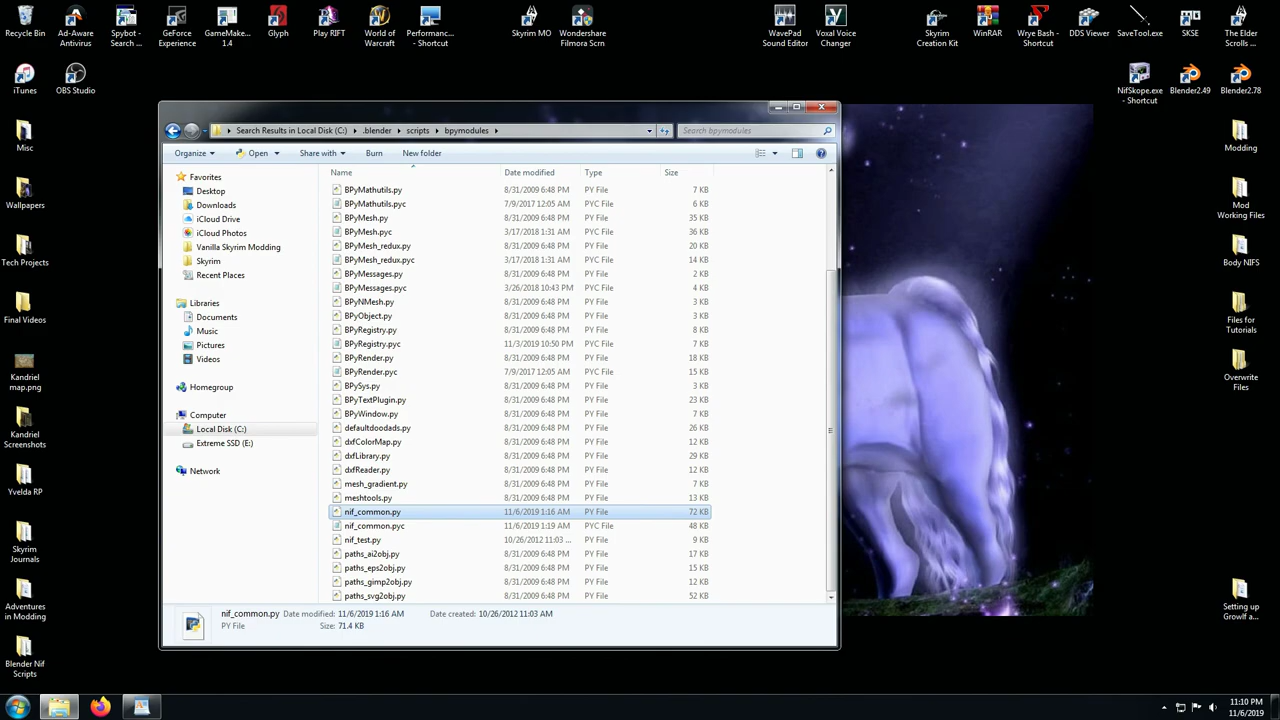 Recycle Bin
Ad-Aware
Antivirus
Spybot -
Search ...
GeForce
Experience
GameMake...
1.4
Glyph
Play RIFT
World of
Warcraft
Performanc...
- Shortcut
Skyrim MO
Wondershare
Filmora Scrn
WavePad
Sound Editor
Voxal Voice
Changer
Skyrim
Creation Kit
WinRAR
Wrye Bash -
Shortcut
DDS Viewer
SaveTool.exe
SKSE
The Elder
Scrolls ...
iTunes
OBS Studio
NifSkope.exe
- Shortcut
Blender2.49
Blender2.78
Misc
Wallpapers
Tech Projects
Final Videos
Kandriel
map.png
Kandriel
Screenshots
Yvelda RP
Skyrim
Journals
Adventures
in Modding
Blender Nif
Scripts
Modding
Mod
Working Files
Body NIFS
Files for
Tutorials
Overwrite
Files
Setting up
Growlf a...
Search Results in Local Disk (C:) .blender scripts bpymodules
Search bpymodules
Organize Open Share with Burn New folder
Favorites
Desktop
Downloads
iCloud Drive
iCloud Photos
Vanilla Skyrim Modding
Skyrim
Recent Places
Libraries
Documents
Music
Pictures
Videos
Homegroup
Computer
Local Disk (C:)
Extreme SSD (E:)
Network
Name Date modified Type Size
BPyMathutils.py 8/31/2009 6:48 PM PY File 7 KB
BPyMathutils.pyc 7/9/2017 12:05 AM PYC File 6 KB
BPyMesh.py 8/31/2009 6:48 PM PY File 35 KB
BPyMesh.pyc 3/17/2018 1:31 AM PYC File 36 KB
BPyMesh_redux.py 8/31/2009 6:48 PM PY File 20 KB
BPyMesh_redux.pyc 3/17/2018 1:31 AM PYC File 14 KB
BPyMessages.py 8/31/2009 6:48 PM PY File 2 KB
BPyMessages.pyc 3/26/2018 10:43 PM PYC File 4 KB
BPyNMesh.py 8/31/2009 6:48 PM PY File 3 KB
BPyObject.py 8/31/2009 6:48 PM PY File 3 KB
BPyRegistry.py 8/31/2009 6:48 PM PY File 8 KB
BPyRegistry.pyc 11/3/2019 10:50 PM PYC File 7 KB
BPyRender.py 8/31/2009 6:48 PM PY File 18 KB
BPyRender.pyc 7/9/2017 12:05 AM PYC File 15 KB
BPySys.py 8/31/2009 6:48 PM PY File 3 KB
BPyTextPlugin.py 8/31/2009 6:48 PM PY File 23 KB
BPyWindow.py 8/31/2009 6:48 PM PY File 7 KB
defaultdoodads.py 8/31/2009 6:48 PM PY File 26 KB
dxfColorMap.py 8/31/2009 6:48 PM PY File 12 KB
dxfLibrary.py 8/31/2009 6:48 PM PY File 29 KB
dxfReader.py 8/31/2009 6:48 PM PY File 12 KB
mesh_gradient.py 8/31/2009 6:48 PM PY File 7 KB
meshtools.py 8/31/2009 6:48 PM PY File 13 KB
nif_common.py 11/6/2019 1:16 AM PY File 72 KB
nif_common.pyc 11/6/2019 1:19 AM PYC File 48 KB
nif_test.py 10/26/2012 11:03 ... PY File 9 KB
paths_ai2obj.py 8/31/2009 6:48 PM PY File 17 KB
paths_eps2obj.py 8/31/2009 6:48 PM PY File 15 KB
paths_gimp2obj.py 8/31/2009 6:48 PM PY File 12 KB
paths_svg2obj.py 8/31/2009 6:48 PM PY File 52 KB
nif_common.py Date modified: 11/6/2019 1:16 AM Date created: 10/26/2012 11:03 AM
PY File Size: 71.4 KB
11:10 PM
11/6/2019